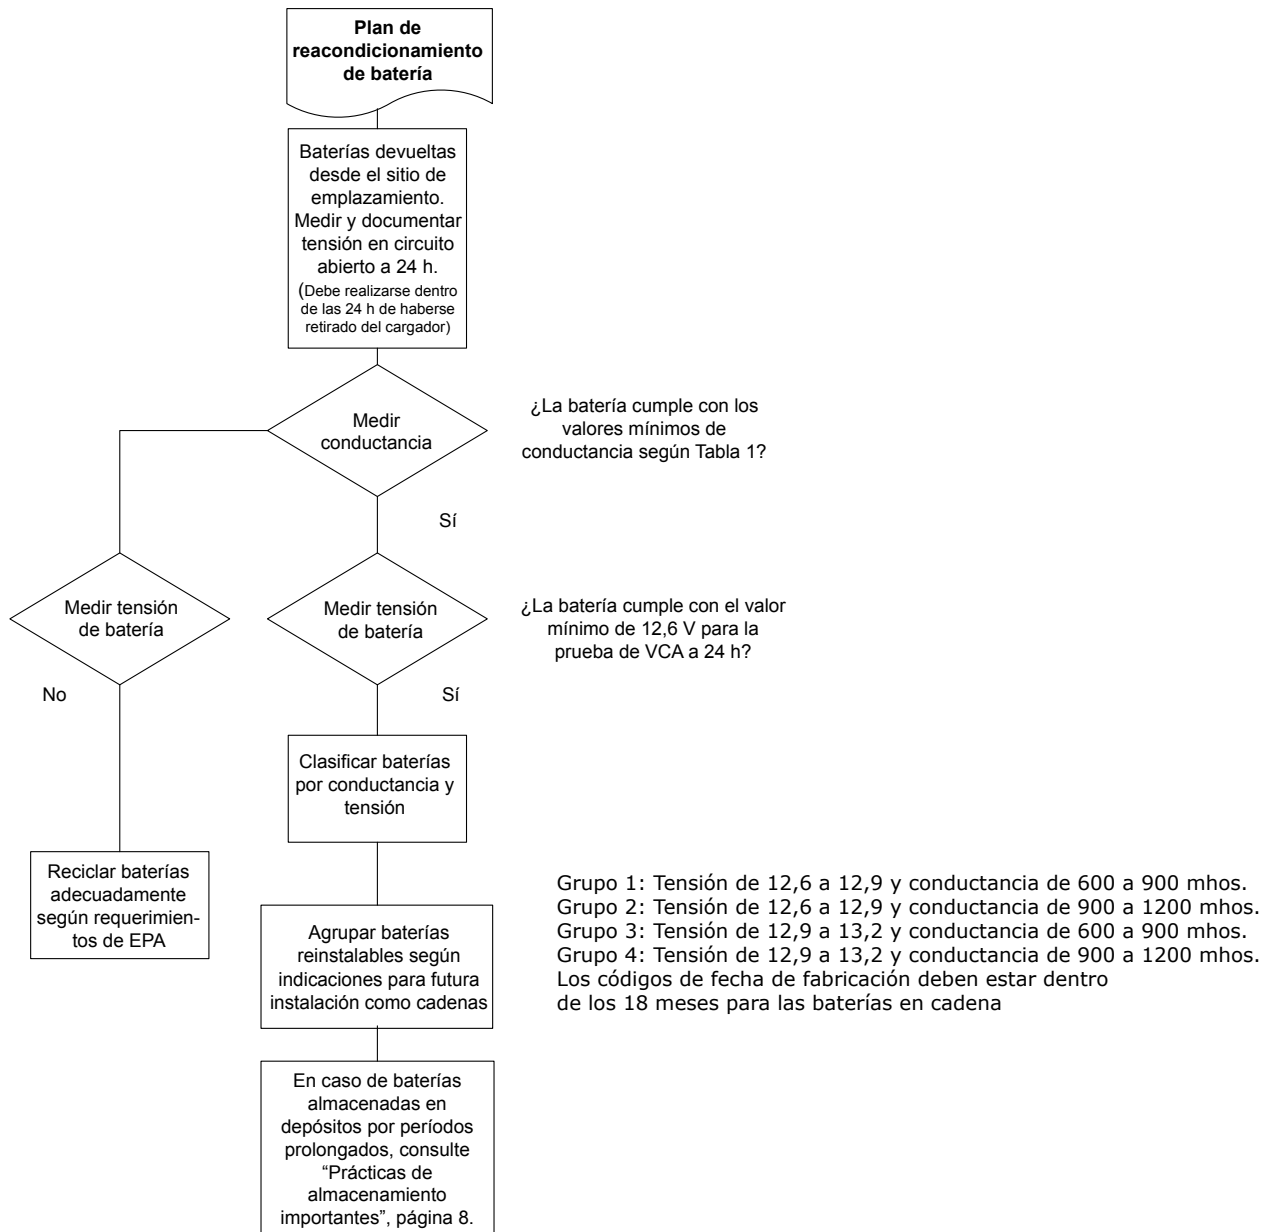 Plan de
reacondicionamiento
de batería
Baterías devueltas
desde el sitio de
emplazamiento.
Medir y documentar
tensión en circuito
abierto a 24 h.
(Debe realizarse dentro
de las 24 h de haberse
retirado del cargador)
Medir
conductancia
¿La batería cumple con los
valores mínimos de
conductancia según Tabla 1?
Sí
Medir tensión
de batería
Medir tensión
de batería
¿La batería cumple con el valor
mínimo de 12,6 V para la
prueba de VCA a 24 h?
No
Sí
Clasificar baterías
por conductancia y
tensión
Reciclar baterías
adecuadamente
según requerimien-
tos de EPA
Agrupar baterías
reinstalables según
indicaciones para futura
instalación como cadenas
Grupo 1: Tensión de 12,6 a 12,9 y conductancia de 600 a 900 mhos.
Grupo 2: Tensión de 12,6 a 12,9 y conductancia de 900 a 1200 mhos.
Grupo 3: Tensión de 12,9 a 13,2 y conductancia de 600 a 900 mhos.
Grupo 4: Tensión de 12,9 a 13,2 y conductancia de 900 a 1200 mhos.
Los códigos de fecha de fabricación deben estar dentro
de los 18 meses para las baterías en cadena
En caso de baterías
almacenadas en
depósitos por períodos
prolongados, consulte
“Prácticas de
almacenamiento
importantes”, página 8.